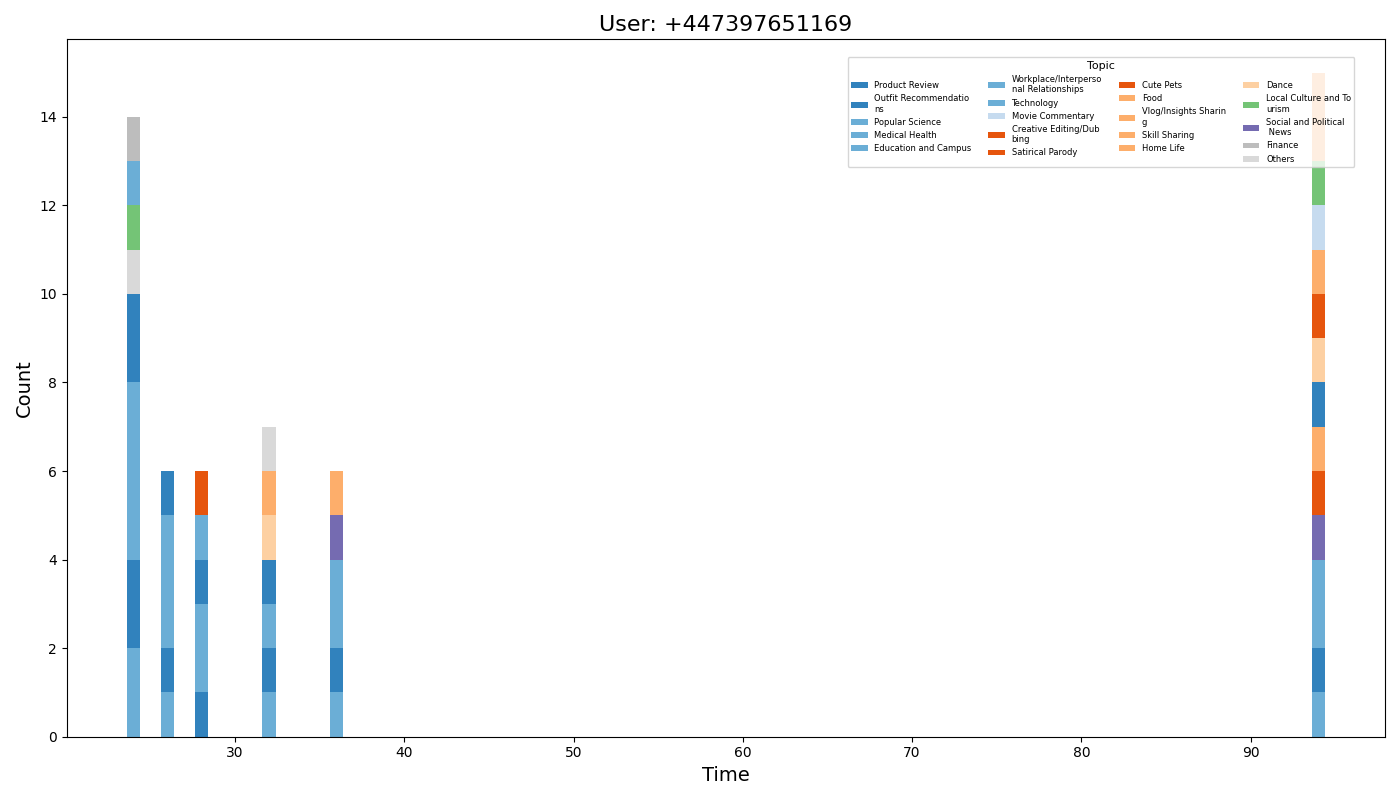 User: +447397651169
Topic
Product Review
Outfit Recommendatio
ns
Popular Science
Medical Health
Education and Campus
Workplace/Interperso
nal Relationships
Technology
Movie Commentary
Creative Editing/Dub
bing
Satirical Parody
Cute Pets
Food
Vlog/Insights Sharin
g
Skill Sharing
Home Life
Dance
Local Culture and To
urism
Social and Political
News
Finance
Others
Count
14
12
10
8
6
4
2
0
30 40 50 60 70 80 90
Time